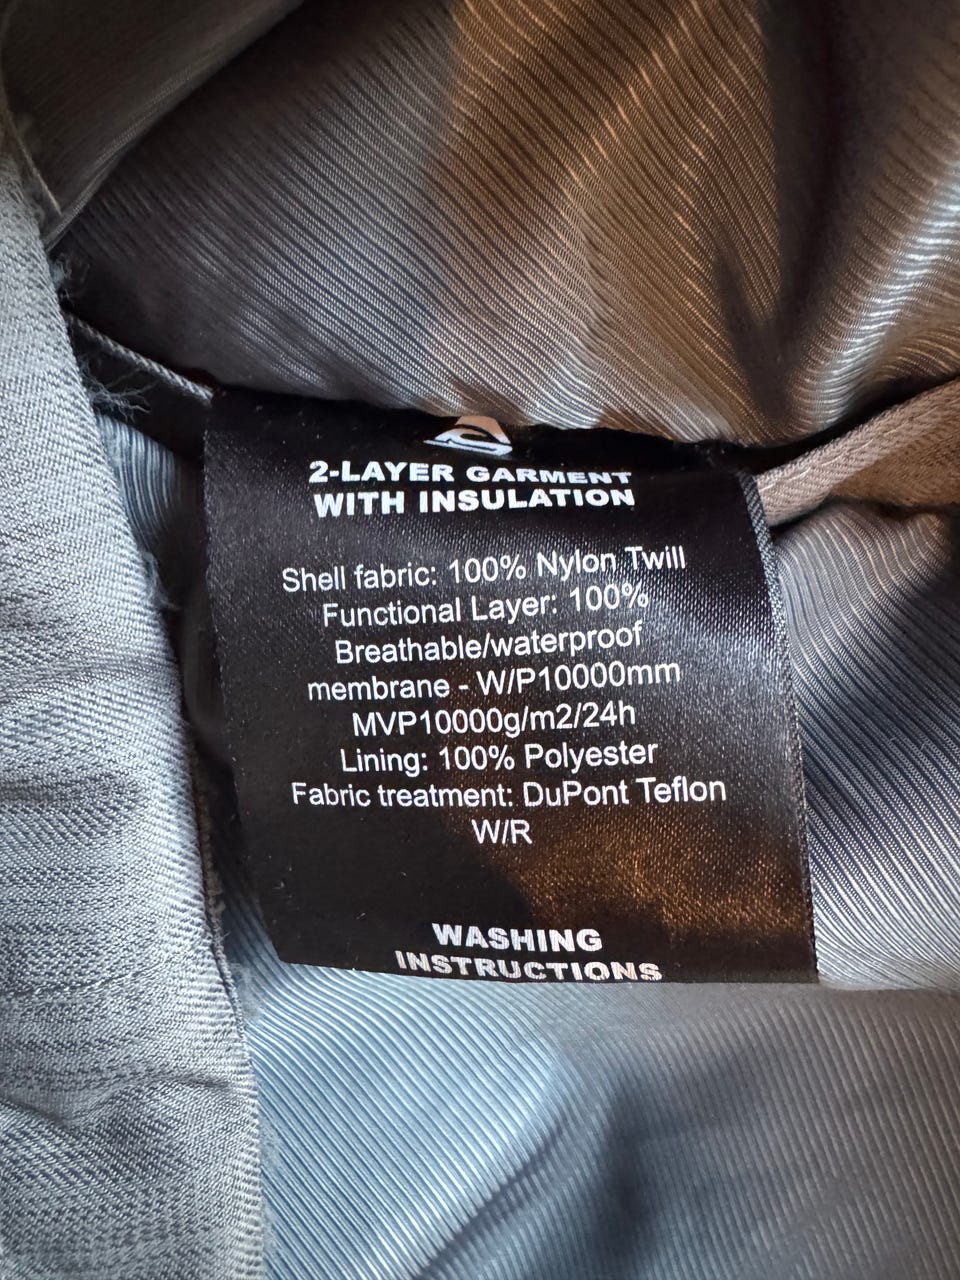 2-LAYER GARMENT
WITH INSULATION
Shell fabric: 100% Nylon Twill
Functional Layer: 100%
Breathable/waterproof
membrane - W/P10000mm
MVP10000g/m2/24h
Lining: 100% Polyester
Fabric treatment: DuPont Teflon
W/R
WASHING
INSTRUCTIONS